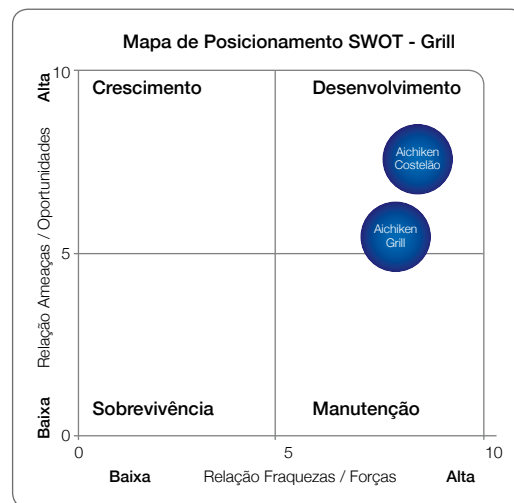 Mapa de Posicionamento SWOT - Grill
10
Alta
Crescimento
Desenvolvimento
Aichiken
Costelão
Aichiken
Grill
Relação Ameaças / Oportunidades
5
Sobrevivência
Manutenção
Baixa
0
0
5
10
Baixa
Relação Fraquezas / Forças
Alta